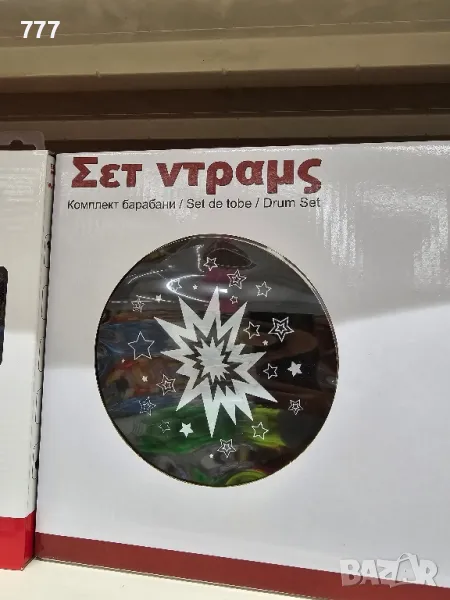 777
Σετ ντραμς
Комплект барабани / Set de tobe / Drum Set
BAZAR